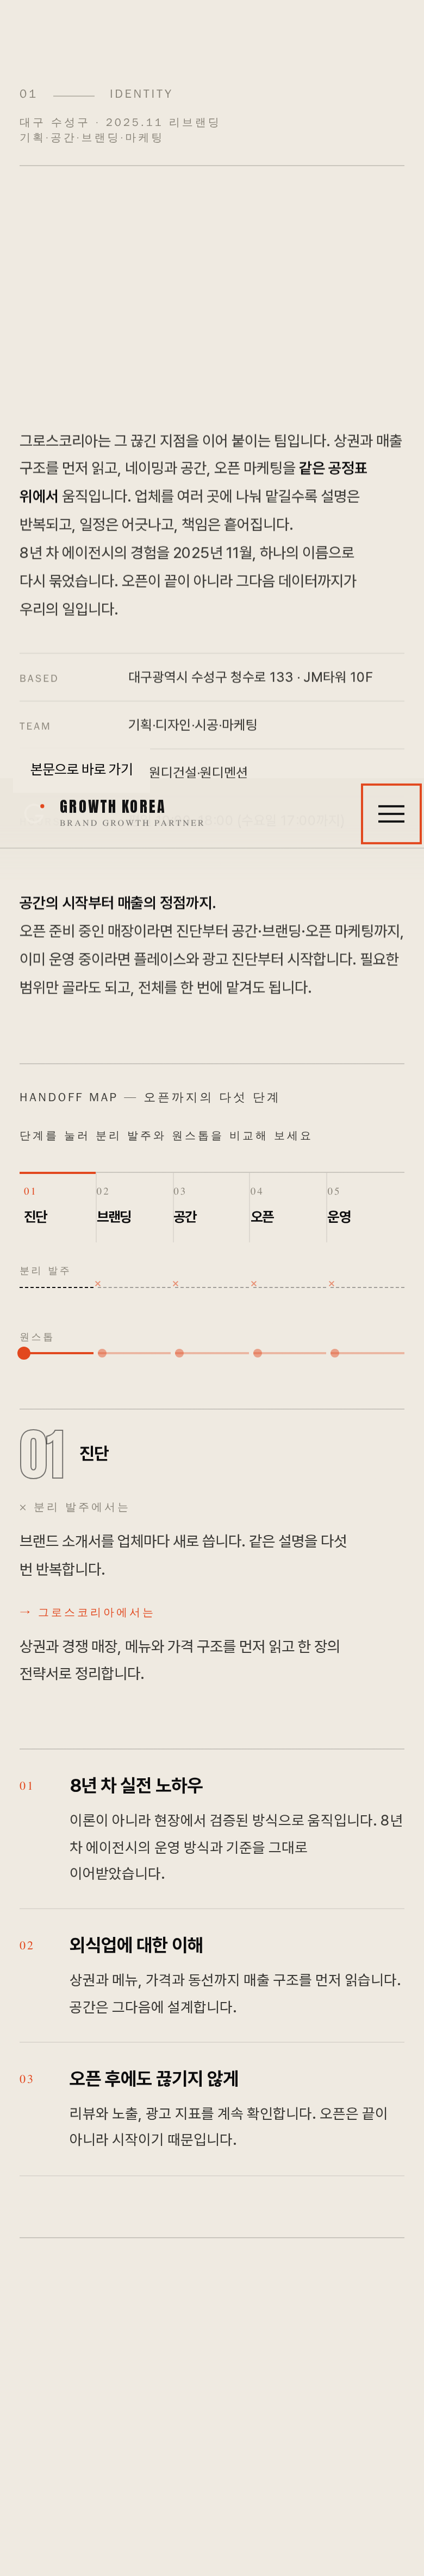 01 IDENTITY
대구 수성구 · 2025.11 리브랜딩
기획·공간·브랜딩·마케팅
그로스코리아는 그 끊긴 지점을 이어 붙이는 팀입니다. 상권과 매출
구조를 먼저 읽고, 네이밍과 공간, 오픈 마케팅을 같은 공정표
위에서 움직입니다. 업체를 여러 곳에 나눠 맡길수록 설명은
반복되고, 일정은 어긋나고, 책임은 흩어집니다.
8년 차 에이전시의 경험을 2025년 11월, 하나의 이름으로
다시 묶었습니다. 오픈이 끝이 아니라 그다음 데이터까지가
우리의 일입니다.
BASED 대구광역시 수성구 청수로 133 · JM타워 10F
TEAM 기획·디자인·시공·마케팅
본문으로 바로 가기 원디건설·원디멘션
GROWTH KOREA
BRAND GROWTH PARTNER
공간의 시작부터 매출의 정점까지.
오픈 준비 중인 매장이라면 진단부터 공간·브랜딩·오픈 마케팅까지,
이미 운영 중이라면 플레이스와 광고 진단부터 시작합니다. 필요한
범위만 골라도 되고, 전체를 한 번에 맡겨도 됩니다.
HANDOFF MAP — 오픈까지의 다섯 단계
단계를 눌러 분리 발주와 원스톱을 비교해 보세요
01 02 03 04 05
진단 브랜딩 공간 오픈 운영
분리 발주
× × × ×
원스톱
01 진단
× 분리 발주에서는
브랜드 소개서를 업체마다 새로 씁니다. 같은 설명을 다섯
번 반복합니다.
→ 그로스코리아에서는
상권과 경쟁 매장, 메뉴와 가격 구조를 먼저 읽고 한 장의
전략서로 정리합니다.
01 8년 차 실전 노하우
이론이 아니라 현장에서 검증된 방식으로 움직입니다. 8년
차 에이전시의 운영 방식과 기준을 그대로
이어받았습니다.
02 외식업에 대한 이해
상권과 메뉴, 가격과 동선까지 매출 구조를 먼저 읽습니다.
공간은 그다음에 설계합니다.
03 오픈 후에도 끊기지 않게
리뷰와 노출, 광고 지표를 계속 확인합니다. 오픈은 끝이
아니라 시작이기 때문입니다.